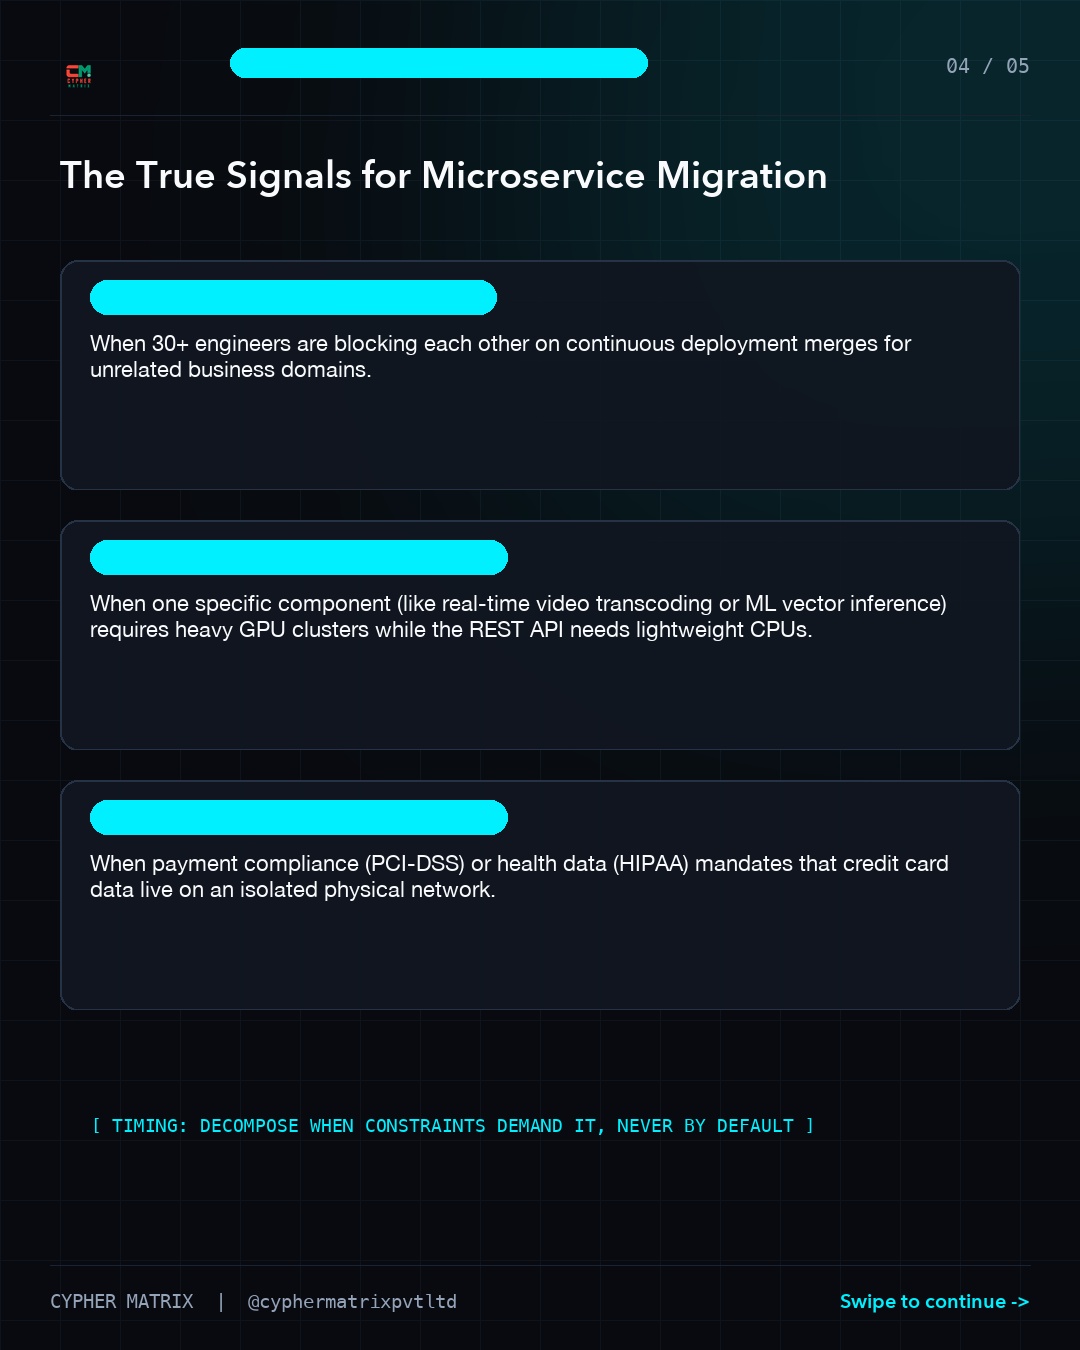 CM
CYPHER
MATRIX
04 / 05
The True Signals for Microservice Migration
When 30+ engineers are blocking each other on continuous deployment merges for
unrelated business domains.
When one specific component (like real-time video transcoding or ML vector inference)
requires heavy GPU clusters while the REST API needs lightweight CPUs.
When payment compliance (PCI-DSS) or health data (HIPAA) mandates that credit card
data live on an isolated physical network.
[ TIMING: DECOMPOSE WHEN CONSTRAINTS DEMAND IT, NEVER BY DEFAULT ]
CYPHER MATRIX | @cyphermatrixpvtltd
Swipe to continue ->